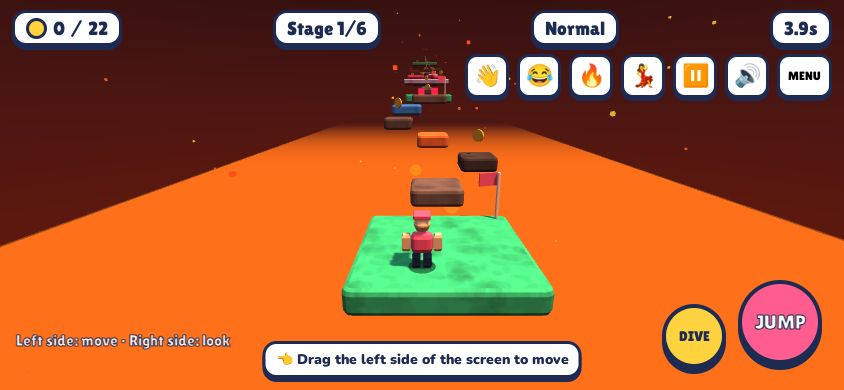 0 / 22
Stage 1/6
Normal
3.9s
MENU
Left side: move · Right side: look
Drag the left side of the screen to move
DIVE
JUMP